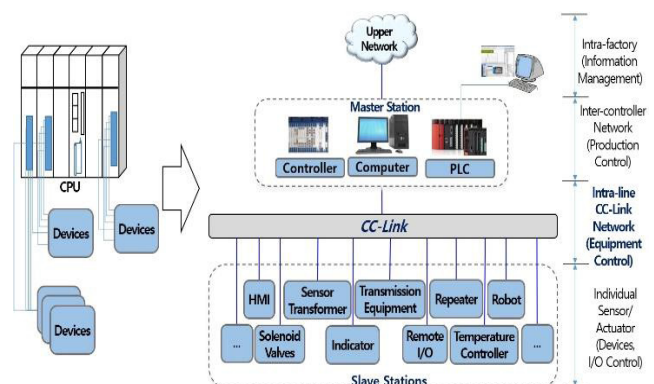 CPU
Devices
Devices
Devices
Upper
Network
Master Station
Controller
Computer
PLC
CC-Link
HMI
Sensor
Transformer
Transmission
Equipment
Repeater
Robot
...
Solenoid
Valves
Indicator
Remote
I/O
Temperature
Controller
...
Slave Stations
Intra-factory
(Information
Management)
Inter-controller
Network
(Production
Control)
Intra-line
CC-Link
Network
(Equipment
Control)
Individual
Sensor/
Actuator
(Devices,
I/O Control)